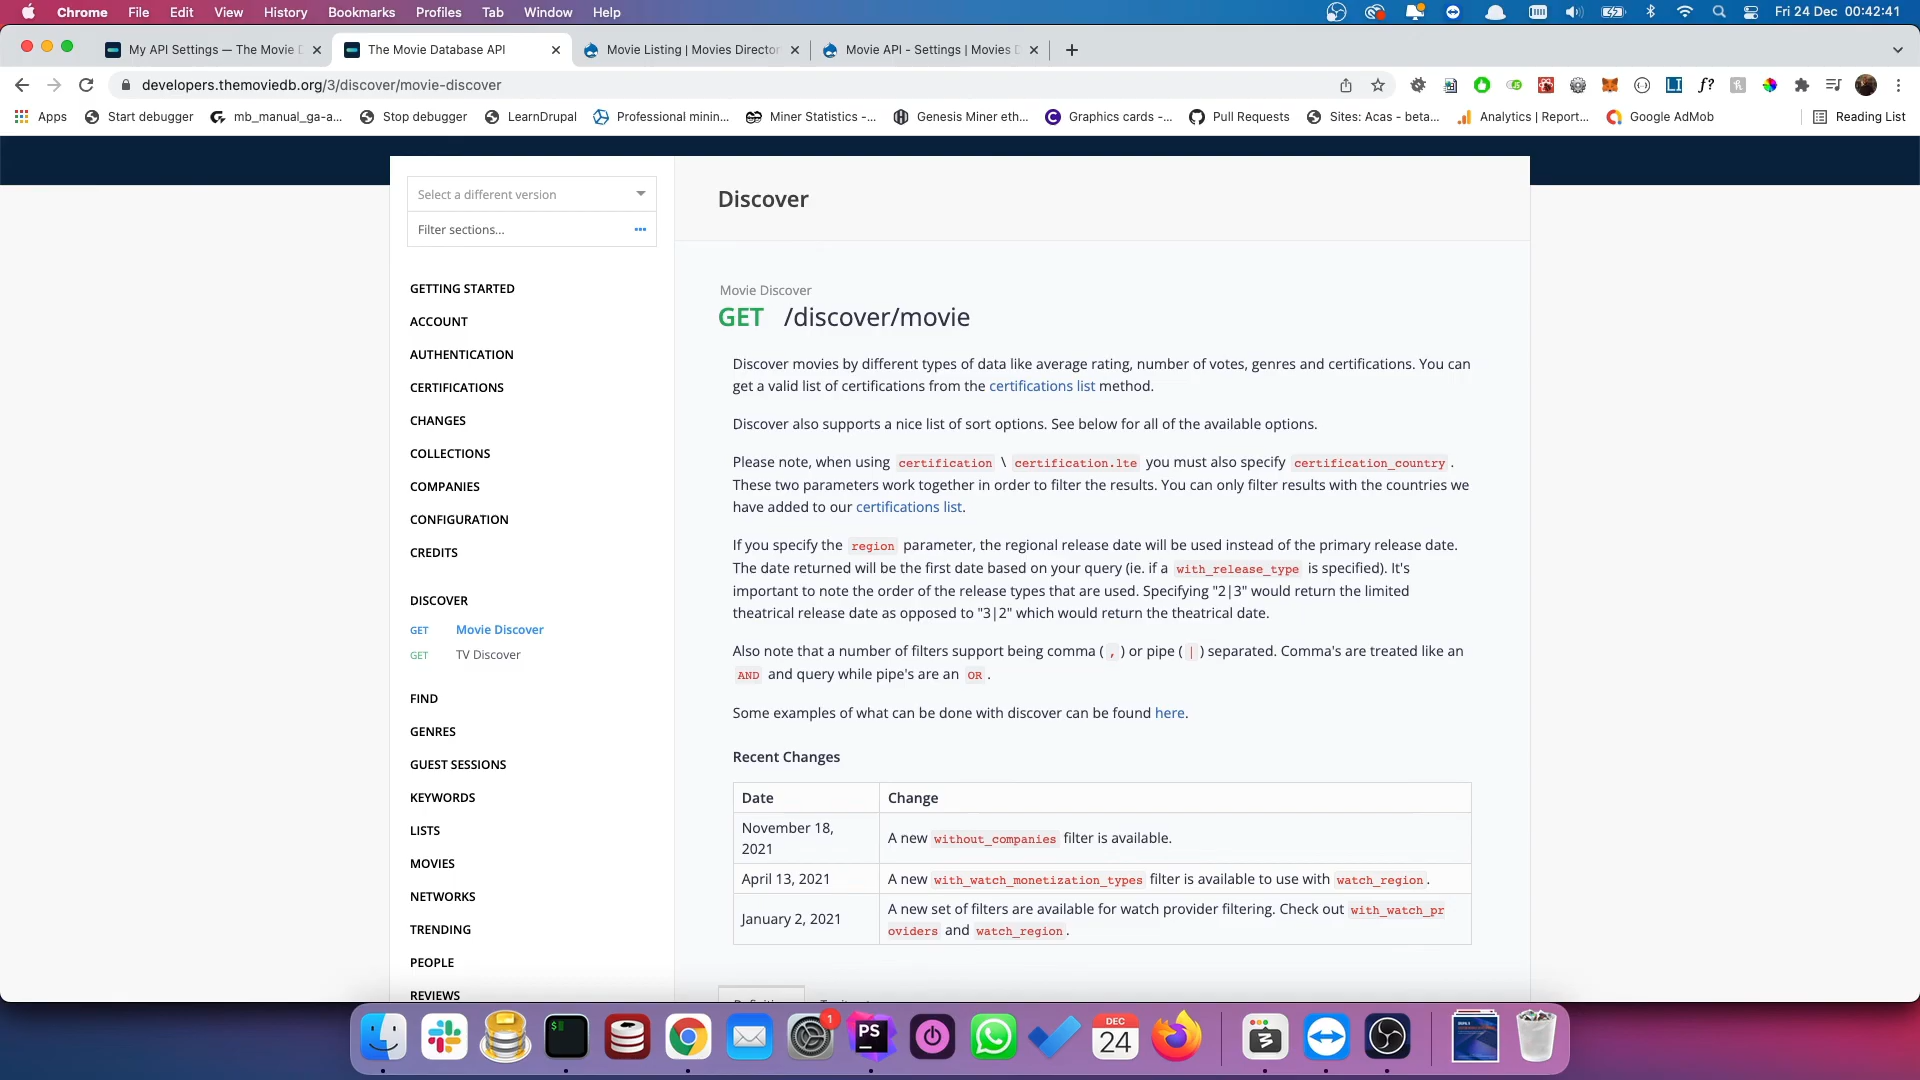 Chrome File Edit View History Bookmarks Profiles Tab Window Help Fri 24 Dec 00:42:41
My API Settings — The Movie D The Movie Database API Movie Listing | Movies Director Movie API - Settings | Movies D
developers.themoviedb.org/3/discover/movie-discover
Apps Start debugger mb_manual_ga-a... Stop debugger LearnDrupal Professional minin... Miner Statistics -... Genesis Miner eth... Graphics cards -... Pull Requests Sites: Acas - beta... Analytics | Report... Google AdMob Reading List
Select a different version
Filter sections...
GETTING STARTED
ACCOUNT
AUTHENTICATION
CERTIFICATIONS
CHANGES
COLLECTIONS
COMPANIES
CONFIGURATION
CREDITS
DISCOVER
GET Movie Discover
GET TV Discover
FIND
GENRES
GUEST SESSIONS
KEYWORDS
LISTS
MOVIES
NETWORKS
TRENDING
PEOPLE
REVIEWS
Discover
Movie Discover
GET /discover/movie
Discover movies by different types of data like average rating, number of votes, genres and certifications. You can
get a valid list of certifications from the certifications list method.
Discover also supports a nice list of sort options. See below for all of the available options.
Please note, when using certification \ certification.lte you must also specify certification_country .
These two parameters work together in order to filter the results. You can only filter results with the countries we
have added to our certifications list.
If you specify the region parameter, the regional release date will be used instead of the primary release date.
The date returned will be the first date based on your query (ie. if a with_release_type is specified). It's
important to note the order of the release types that are used. Specifying "2|3" would return the limited
theatrical release date as opposed to "3|2" which would return the theatrical date.
Also note that a number of filters support being comma ( , ) or pipe ( | ) separated. Comma's are treated like an
AND and query while pipe's are an OR .
Some examples of what can be done with discover can be found here.
Recent Changes
Date Change
November 18,
2021
A new without_companies filter is available.
April 13, 2021 A new with_watch_monetization_types filter is available to use with watch_region .
January 2, 2021
A new set of filters are available for watch provider filtering. Check out with_watch_pr
oviders and watch_region .
1
PS
DEC
24